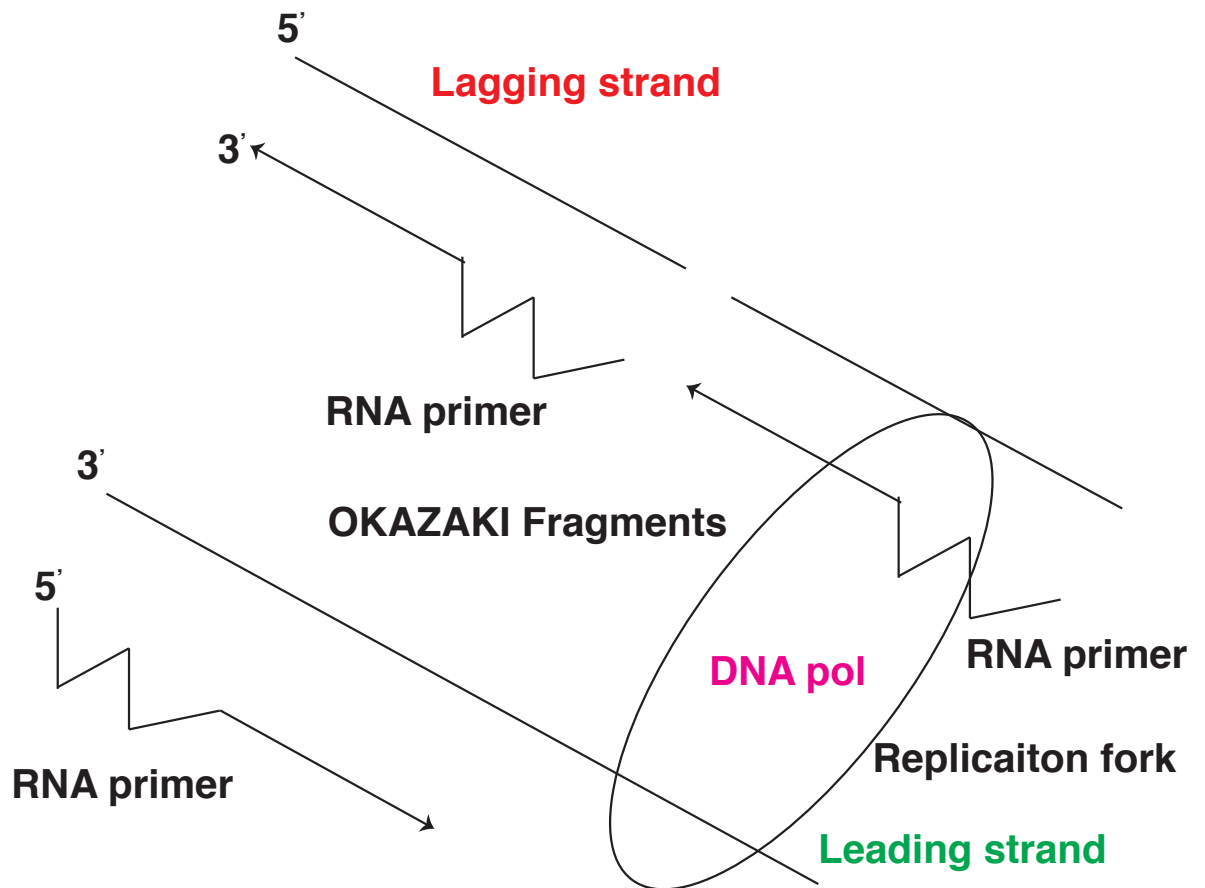 5’
Lagging strand
3’
RNA primer
3’
OKAZAKI Fragments
5’
RNA primer
DNA pol
Replicaiton fork
RNA primer
Leading strand